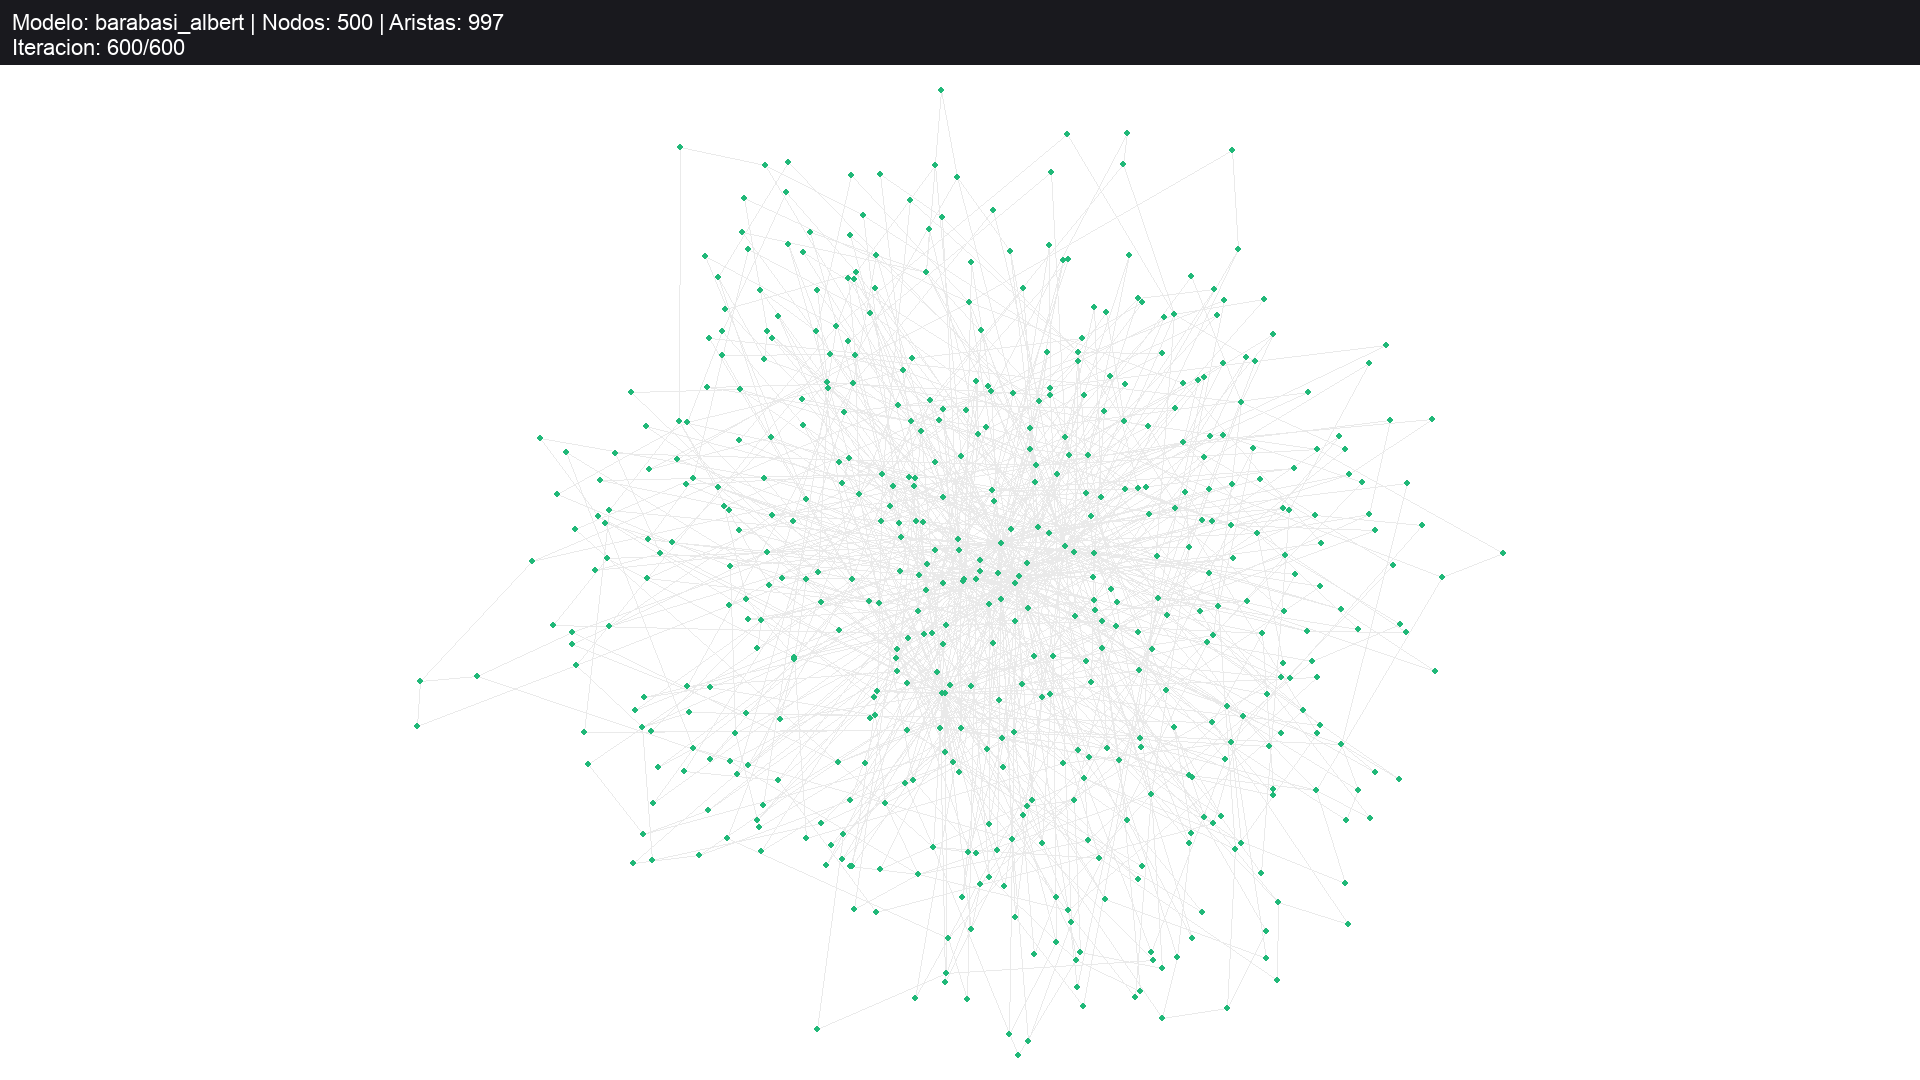 Modelo: barabasi_albert | Nodos: 500 | Aristas: 997
Iteracion: 600/600